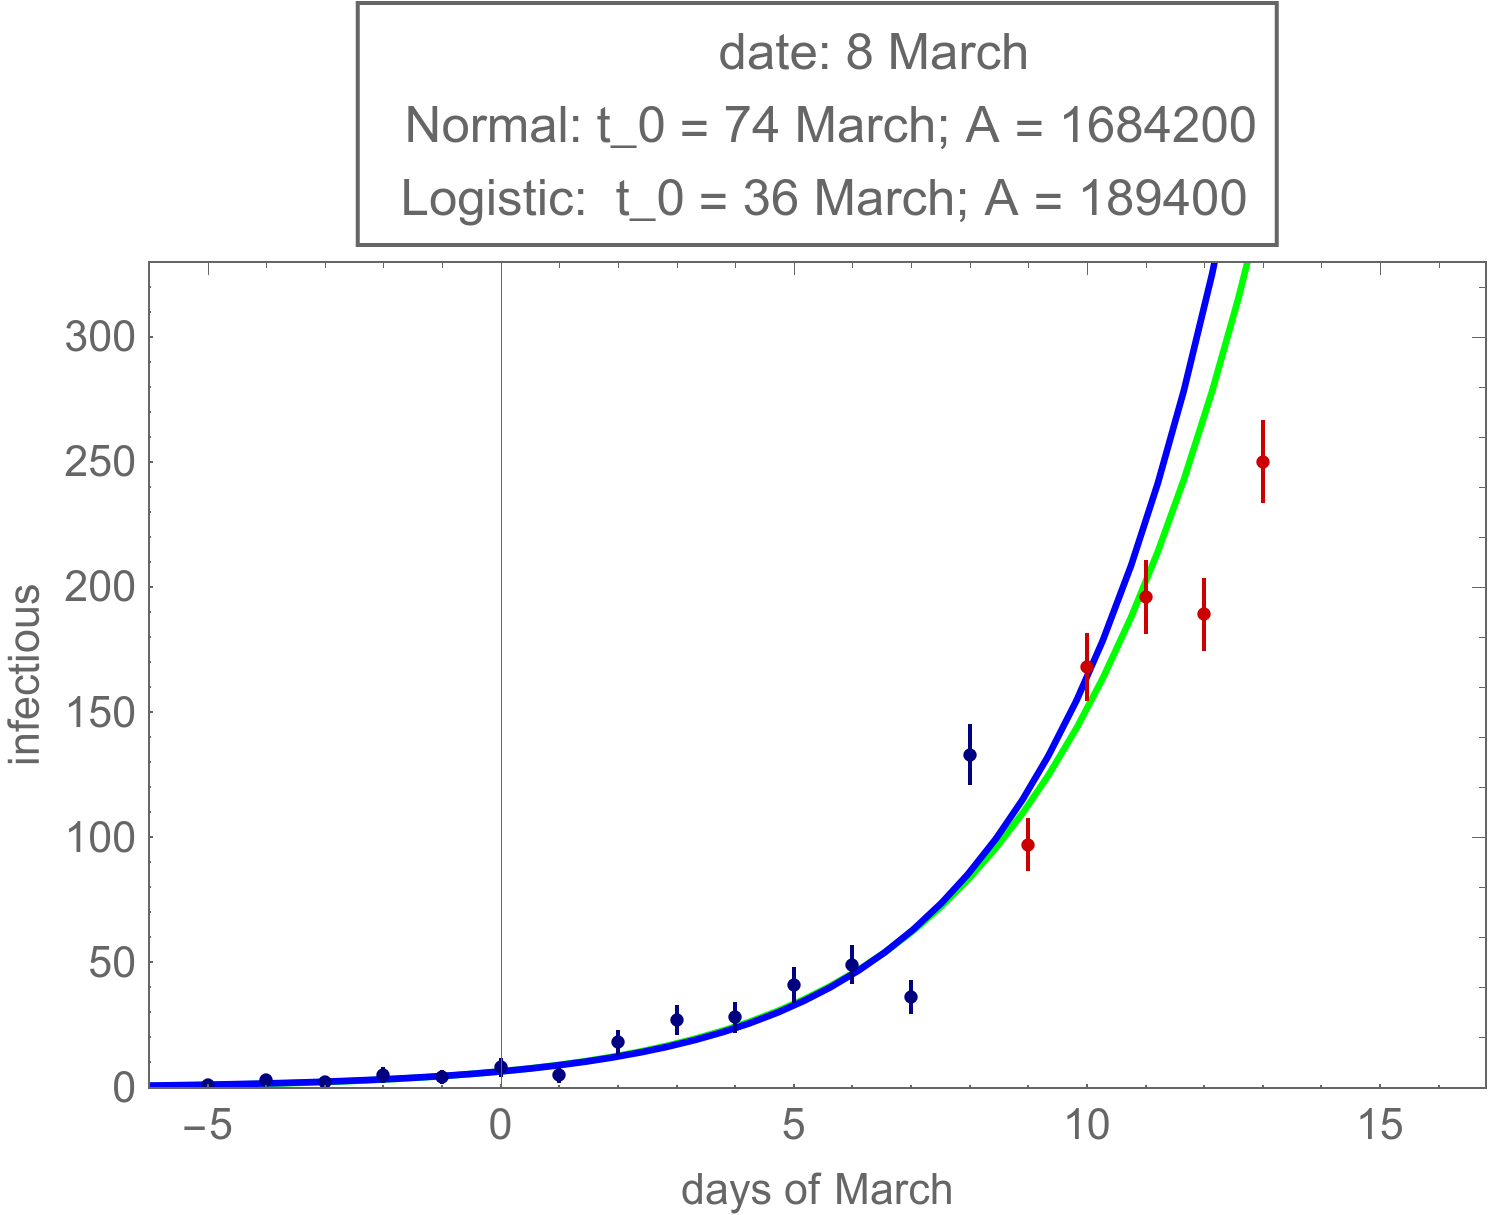 date: 8 March
Normal: t_0 = 74 March; A = 1684200
Logistic: t_0 = 36 March; A = 189400
300
250
200
150
100
50
0
infectious
−5 0 5 10 15
days of March